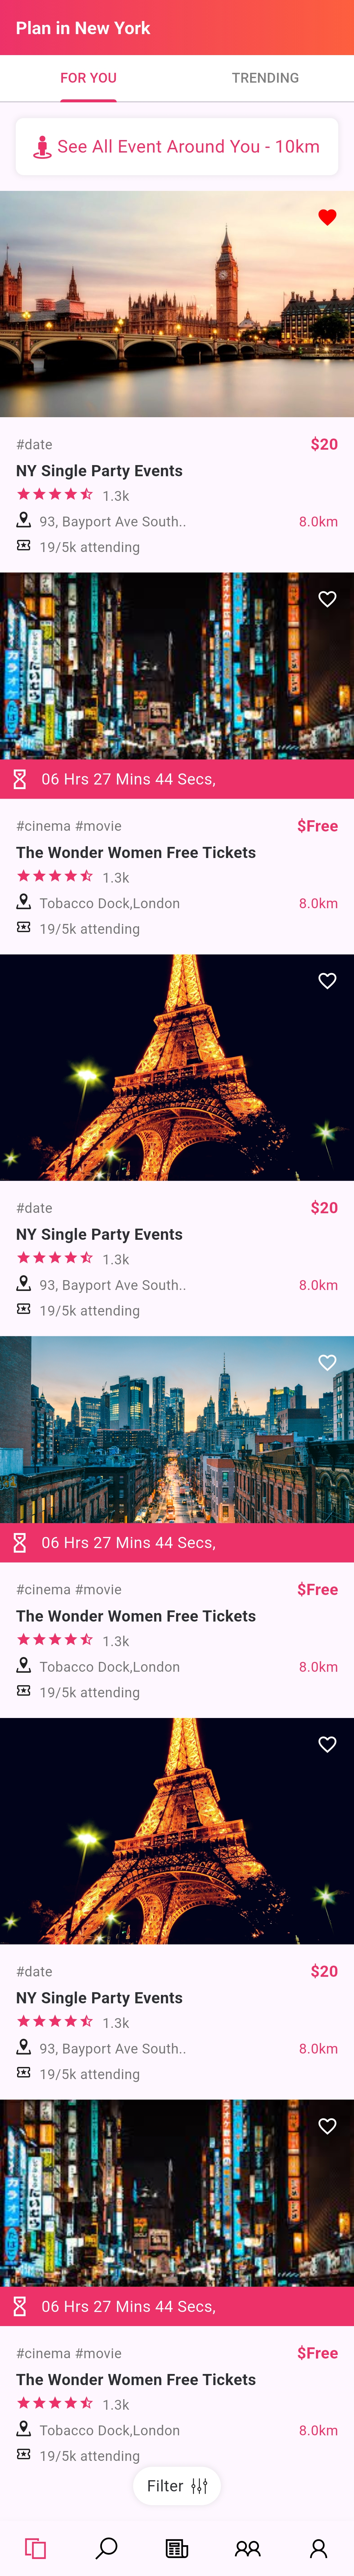 Plan in New York
FOR YOU
TRENDING
See All Event Around You - 10km
#date
$20
NY Single Party Events
1.3k
93, Bayport Ave South..
8.0km
19/5k attending
06 Hrs 27 Mins 44 Secs,
#cinema #movie
$Free
The Wonder Women Free Tickets
1.3k
Tobacco Dock,London
8.0km
19/5k attending
#date
$20
NY Single Party Events
1.3k
93, Bayport Ave South..
8.0km
19/5k attending
06 Hrs 27 Mins 44 Secs,
#cinema #movie
$Free
The Wonder Women Free Tickets
1.3k
Tobacco Dock,London
8.0km
19/5k attending
#date
$20
NY Single Party Events
1.3k
93, Bayport Ave South..
8.0km
19/5k attending
06 Hrs 27 Mins 44 Secs,
#cinema #movie
$Free
The Wonder Women Free Tickets
1.3k
Tobacco Dock,London
8.0km
19/5k attending
Filter